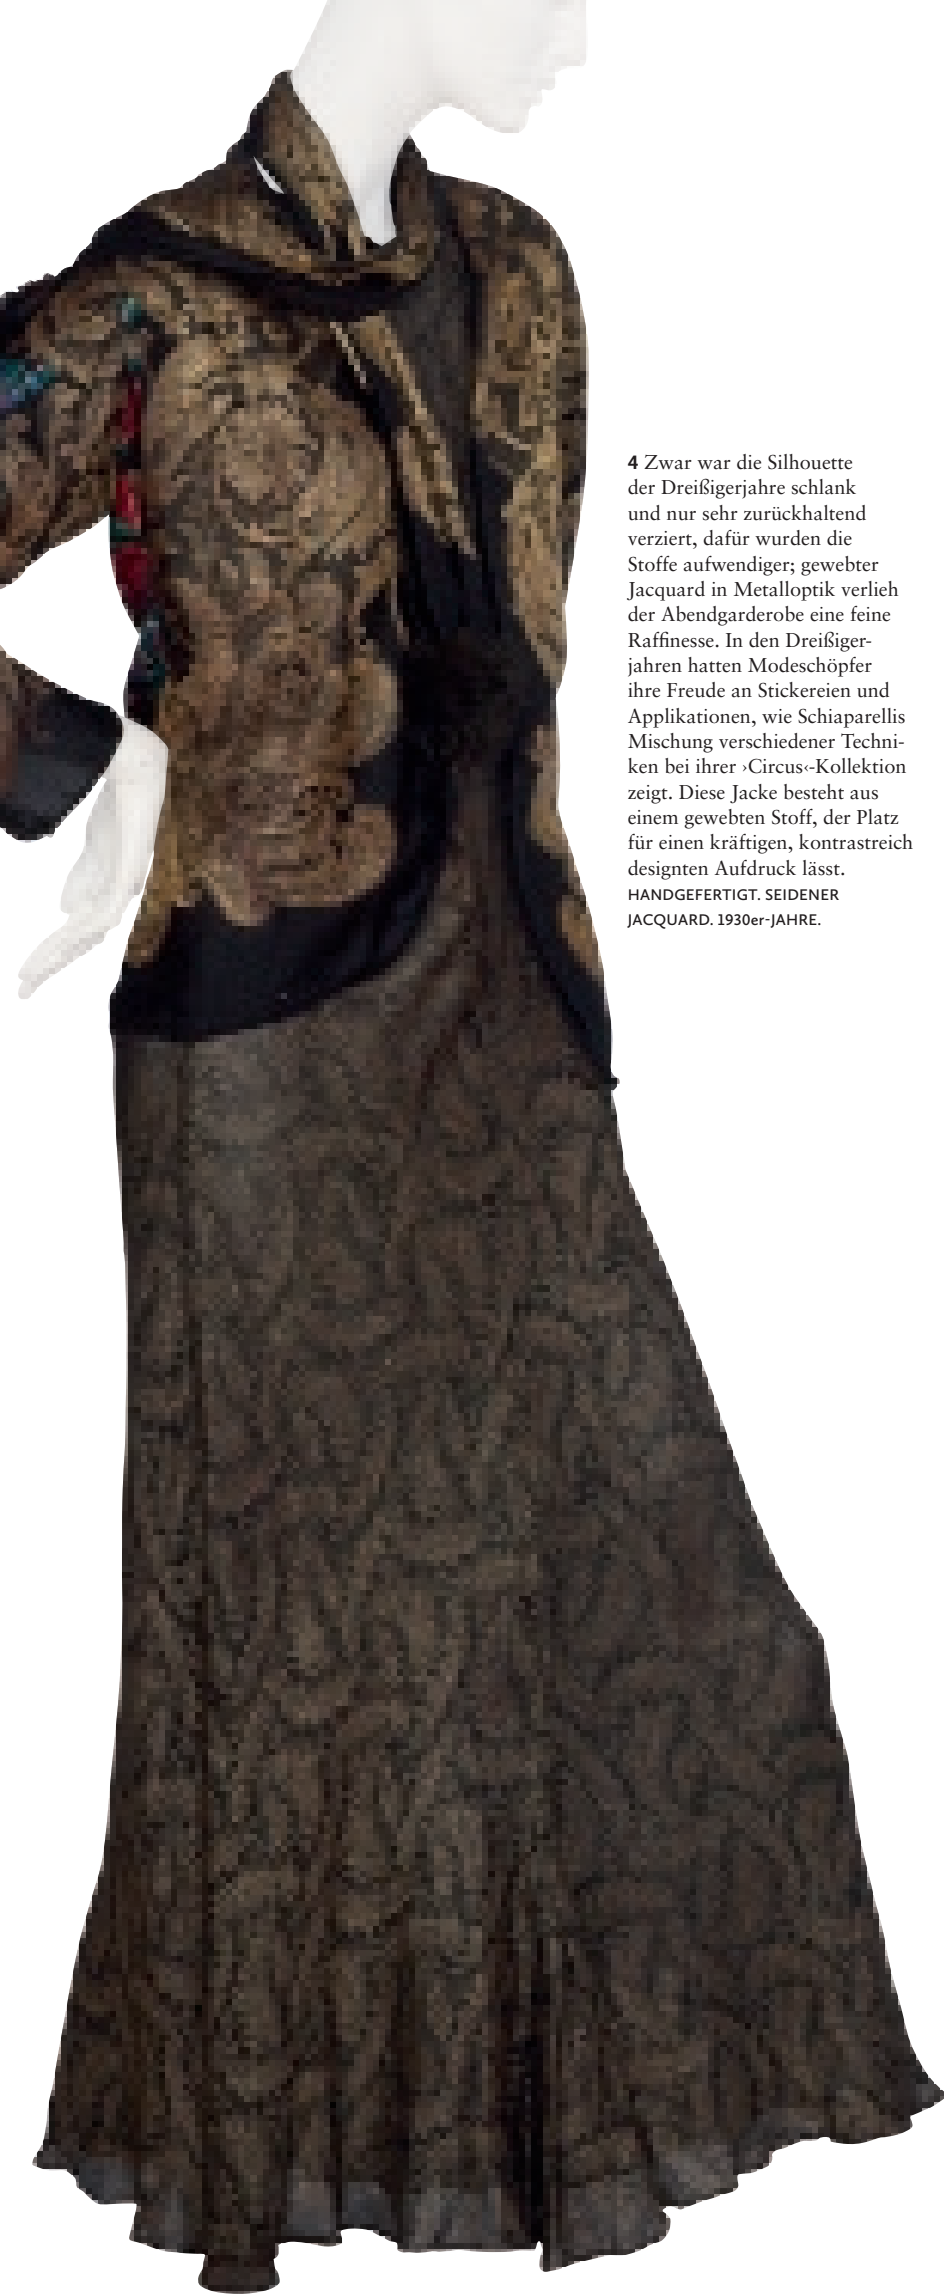 4 Zwar war die Silhouette
der Dreißigerjahre schlank
und nur sehr zurückhaltend
verziert, dafür wurden die
Stoffe aufwendiger; gewebter
Jacquard in Metalloptik verlieh
der Abendgarderobe eine feine
Raffinesse. In den Dreißiger-
jahren hatten Modeschöpfer
ihre Freude an Stickereien und
Applikationen, wie Schiaparellis
Mischung verschiedener Techni-
ken bei ihrer ›Circus‹-Kollektion
zeigt. Diese Jacke besteht aus
einem gewebten Stoff, der Platz
für einen kräftigen, kontrastreich
designten Aufdruck lässt.
HANDGEFERTIGT. SEIDENER
JACQUARD. 1930er-JAHRE.